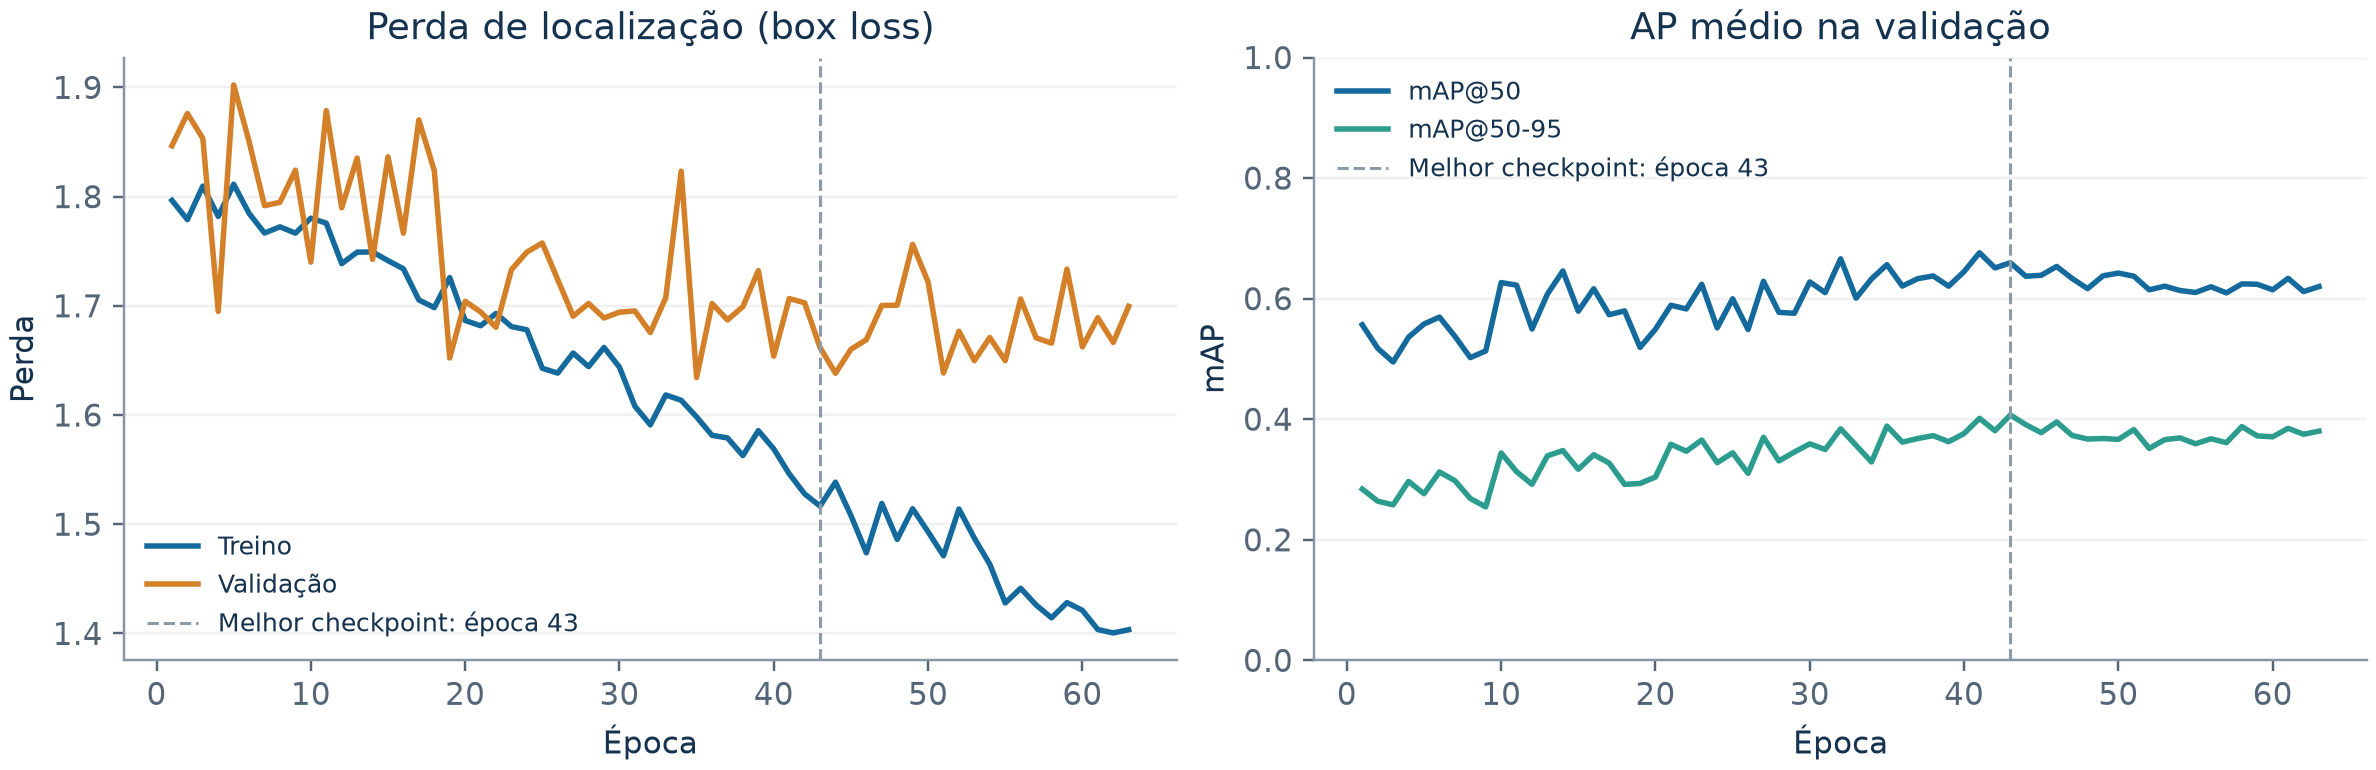 Perda de localização (box loss)
Perda
1.9
1.8
1.7
1.6
1.5
1.4
Treino
Validação
Melhor checkpoint: época 43
0 10 20 30 40 50 60
Época
AP médio na validação
mAP
1.0
0.8
0.6
0.4
0.2
0.0
mAP@50
mAP@50-95
Melhor checkpoint: época 43
0 10 20 30 40 50 60
Época